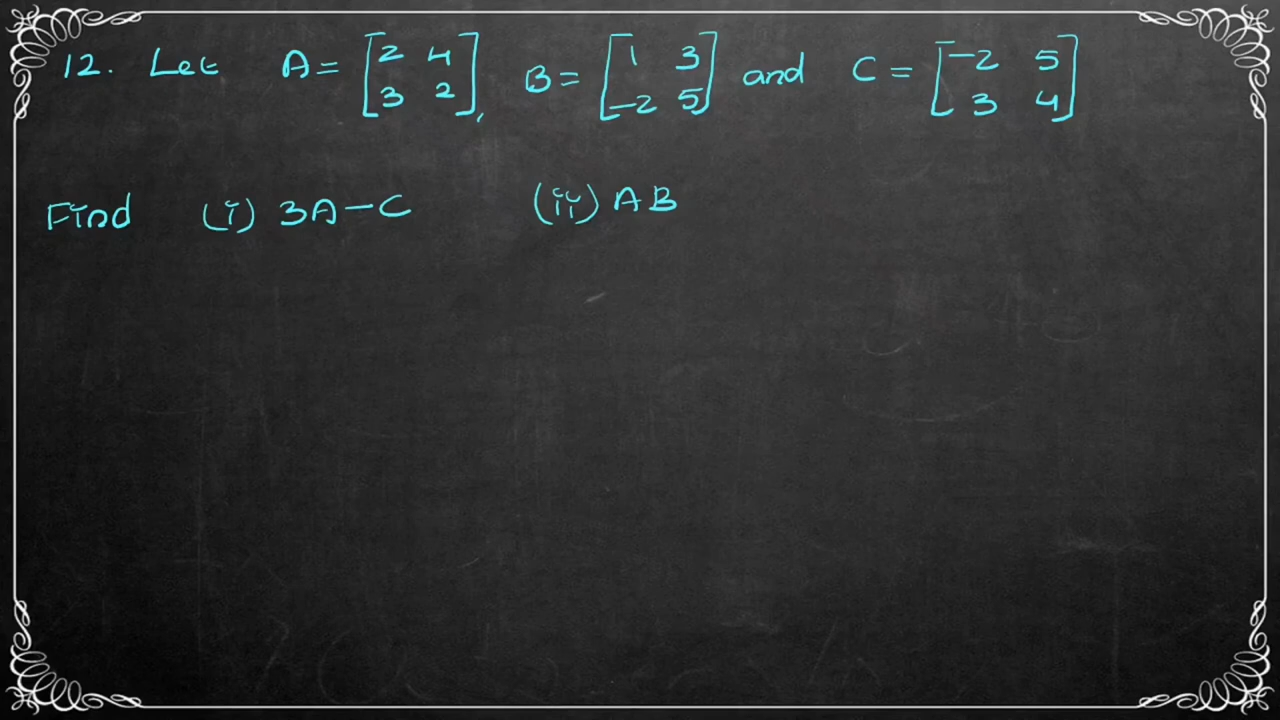 12. Let A = [2 4 3 2], B = [1 3 -2 5] and C = [-2 5 3 4]
Find (i) 3A - C (ii) AB